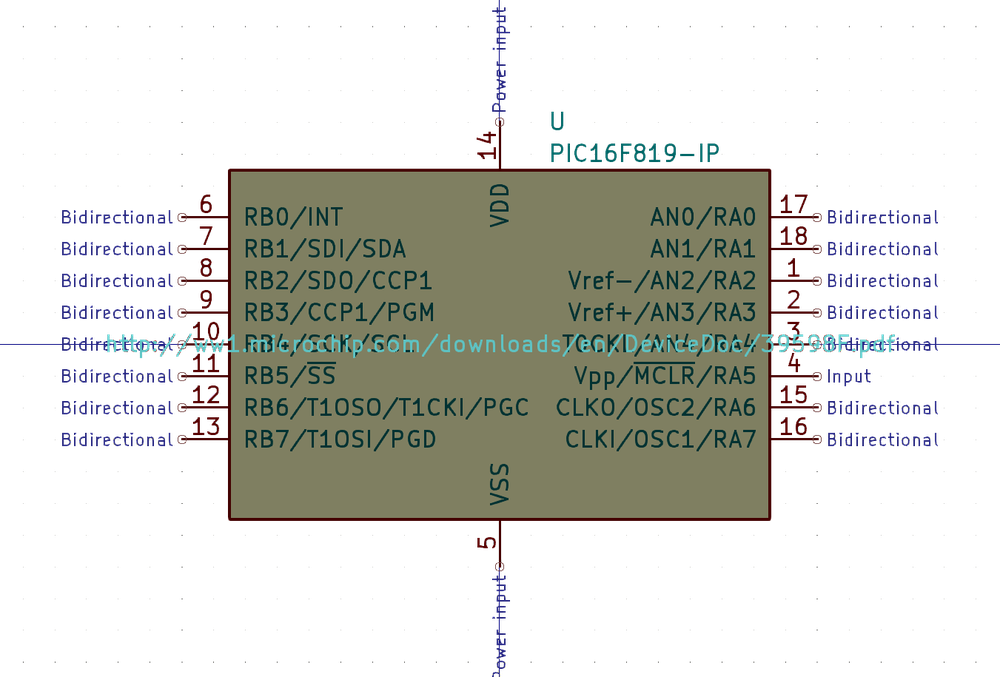 Power input
14
U
PIC16F819-IP
VDD
Bidirectional 6 RB0/INT AN0/RA0 17 Bidirectional
Bidirectional 7 RB1/SDI/SDA AN1/RA1 18 Bidirectional
Bidirectional 8 RB2/SDO/CCP1 Vref-/AN2/RA2 1 Bidirectional
Bidirectional 9 RB3/CCP1/PGM Vref+/AN3/RA3 2 Bidirectional
Bidirectional 10 RB4/SCK/SCL T0CKI/AN4/RA4 3 Bidirectional
http://ww1.microchip.com/downloads/en/DeviceDoc/39598F.pdf
Bidirectional 11 RB5/SS Vpp/MCLR/RA5 4 Input
Bidirectional 12 RB6/T1OSO/T1CKI/PGC CLKO/OSC2/RA6 15 Bidirectional
Bidirectional 13 RB7/T1OSI/PGD CLKI/OSC1/RA7 16 Bidirectional
VSS
5
Power input